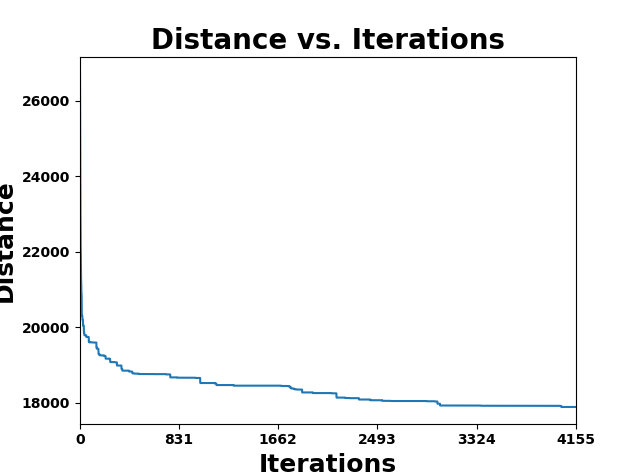 Distance vs. Iterations
26000
24000
22000
20000
18000
Distance
0 831 1662 2493 3324 4155
Iterations